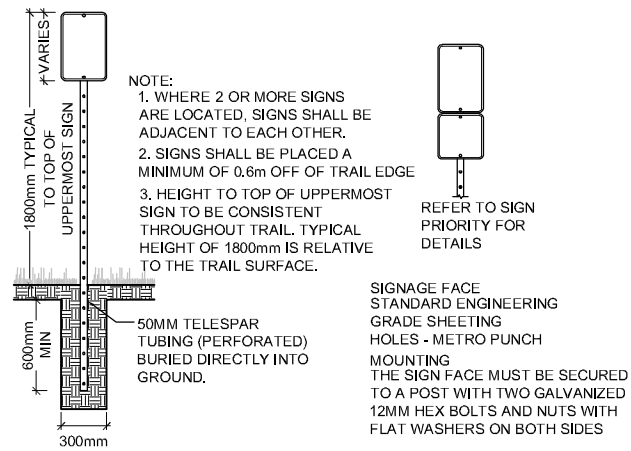 VARIES
1800mm TYPICAL
TO TOP OF
UPPERMOST SIGN
NOTE:
1. WHERE 2 OR MORE SIGNS
ARE LOCATED, SIGNS SHALL BE
ADJACENT TO EACH OTHER.
2. SIGNS SHALL BE PLACED A
MINIMUM OF 0.6m OFF OF TRAIL EDGE
3. HEIGHT TO TOP OF UPPERMOST
SIGN TO BE CONSISTENT
THROUGHOUT TRAIL. TYPICAL
HEIGHT OF 1800mm IS RELATIVE
TO THE TRAIL SURFACE.
REFER TO SIGN
PRIORITY FOR
DETAILS
600mm
MIN
50MM TELESPAR
TUBING (PERFORATED)
BURIED DIRECTLY INTO
GROUND.
300mm
SIGNAGE FACE
STANDARD ENGINEERING
GRADE SHEETING
HOLES - METRO PUNCH
MOUNTING
THE SIGN FACE MUST BE SECURED
TO A POST WITH TWO GALVANIZED
12MM HEX BOLTS AND NUTS WITH
FLAT WASHERS ON BOTH SIDES